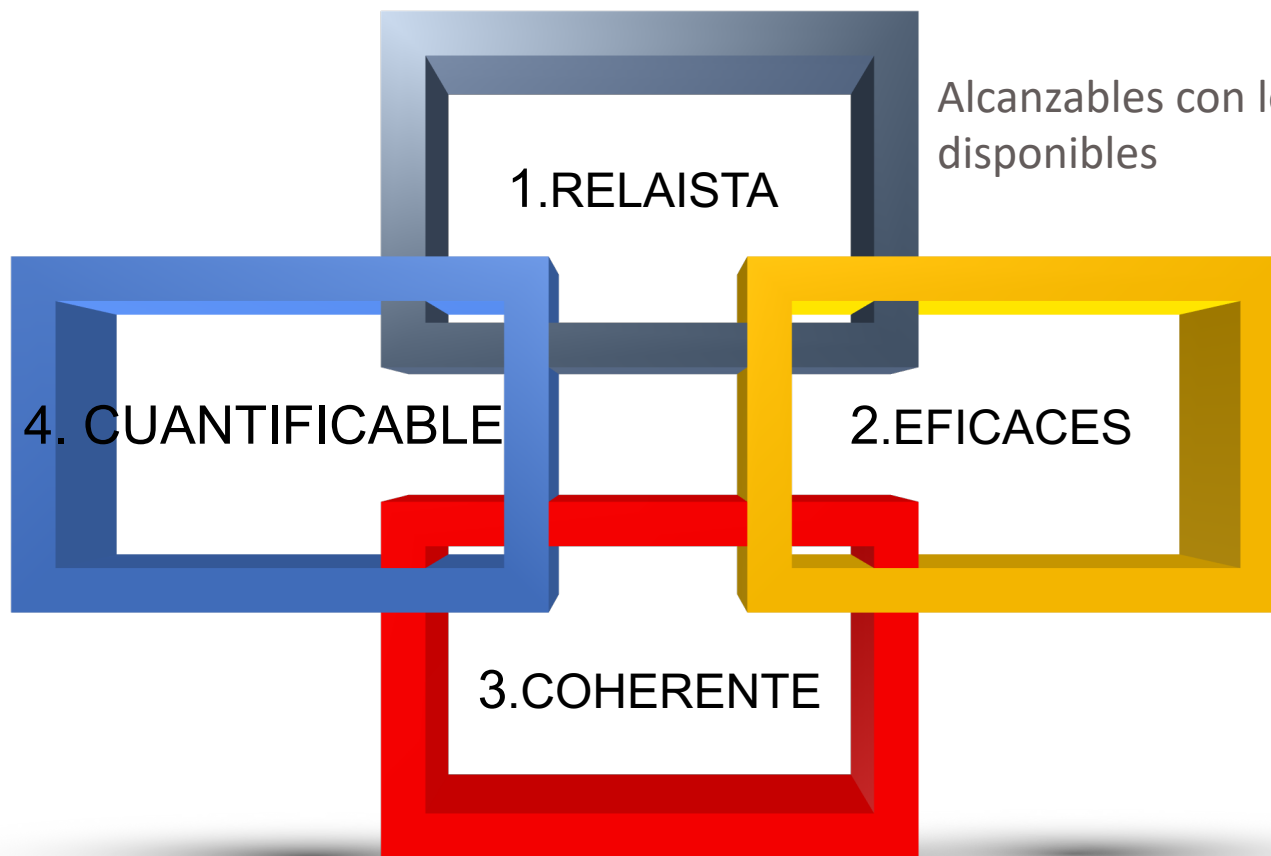 Alcanzables con
disponibles
1.RELAISTA
4. CUANTIFICABLE
2.EFICACES
3.COHERENTE